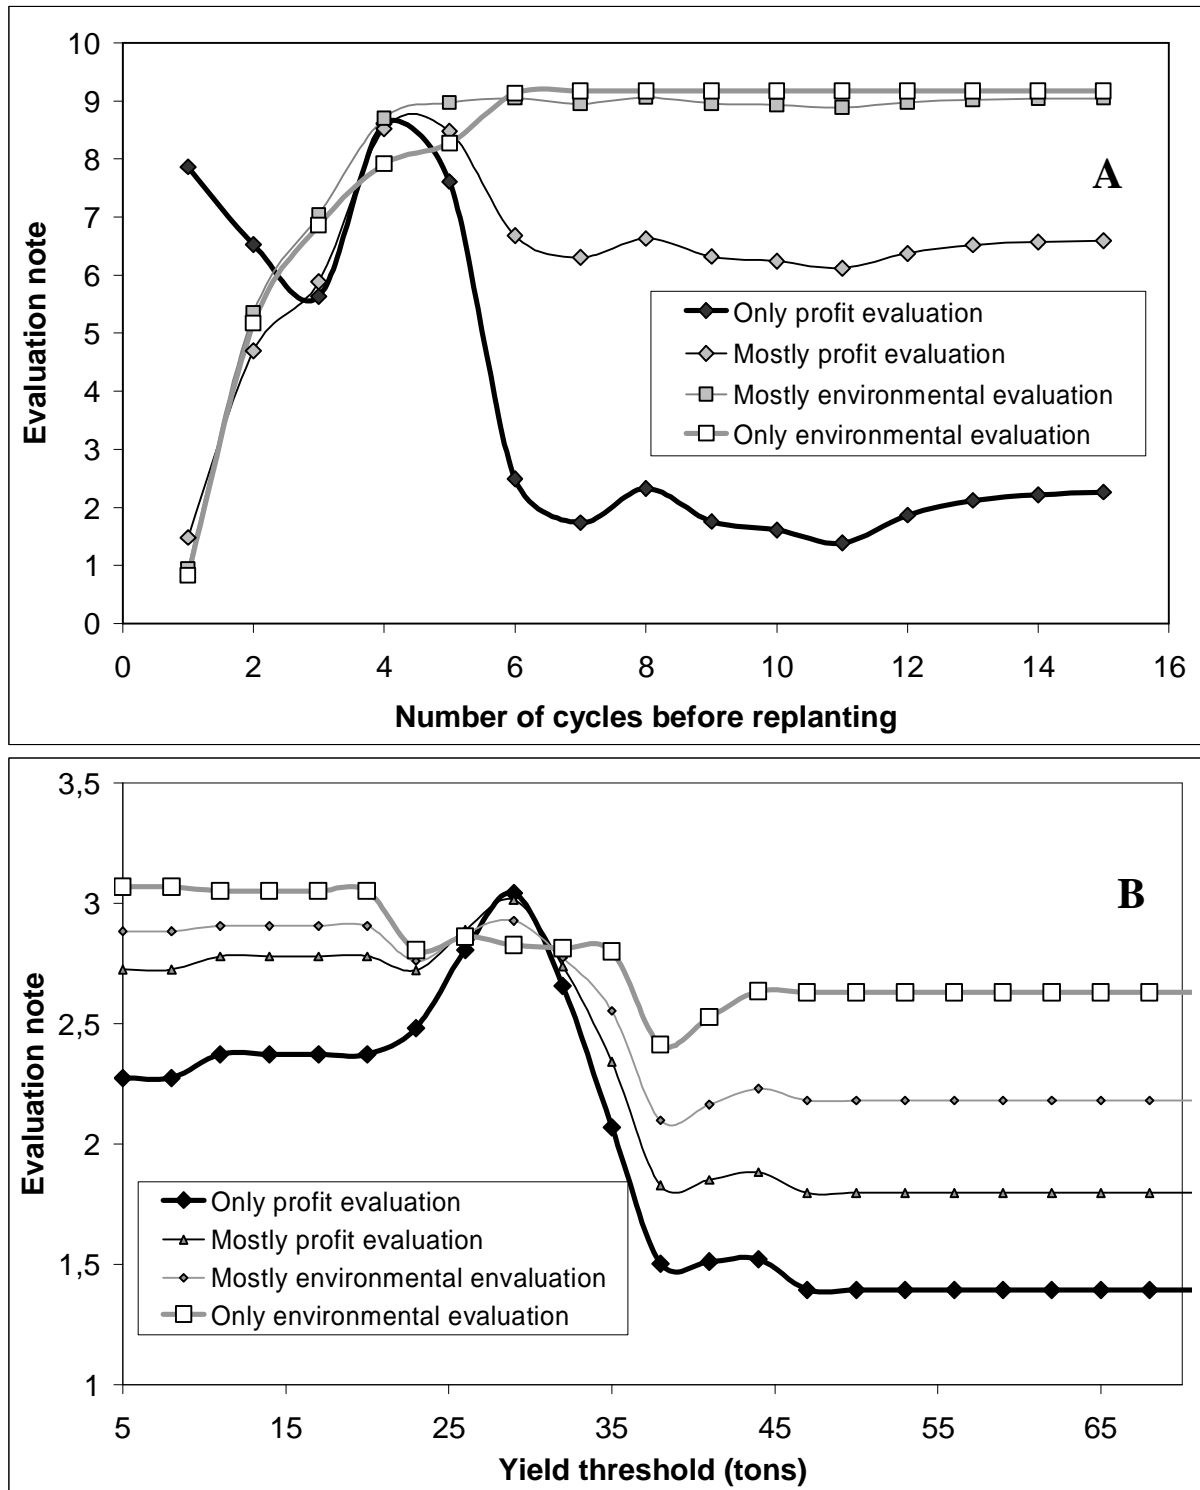 10
9
8
7
6
5
4
3
2
1
0
Evaluation note
A
Only profit evaluation
Mostly profit evaluation
Mostly environmental evaluation
Only environmental evaluation
0 2 4 6 8 10 12 14 16
Number of cycles before replanting
3,5
3
2,5
2
1,5
1
Evaluation note
B
Only profit evaluation
Mostly profit evaluation
Mostly environmental envaluation
Only environmental evaluation
5 15 25 35 45 55 65
Yield threshold (tons)